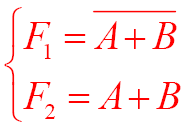 F₁ = \overline{A + B}
F₂ = A + B